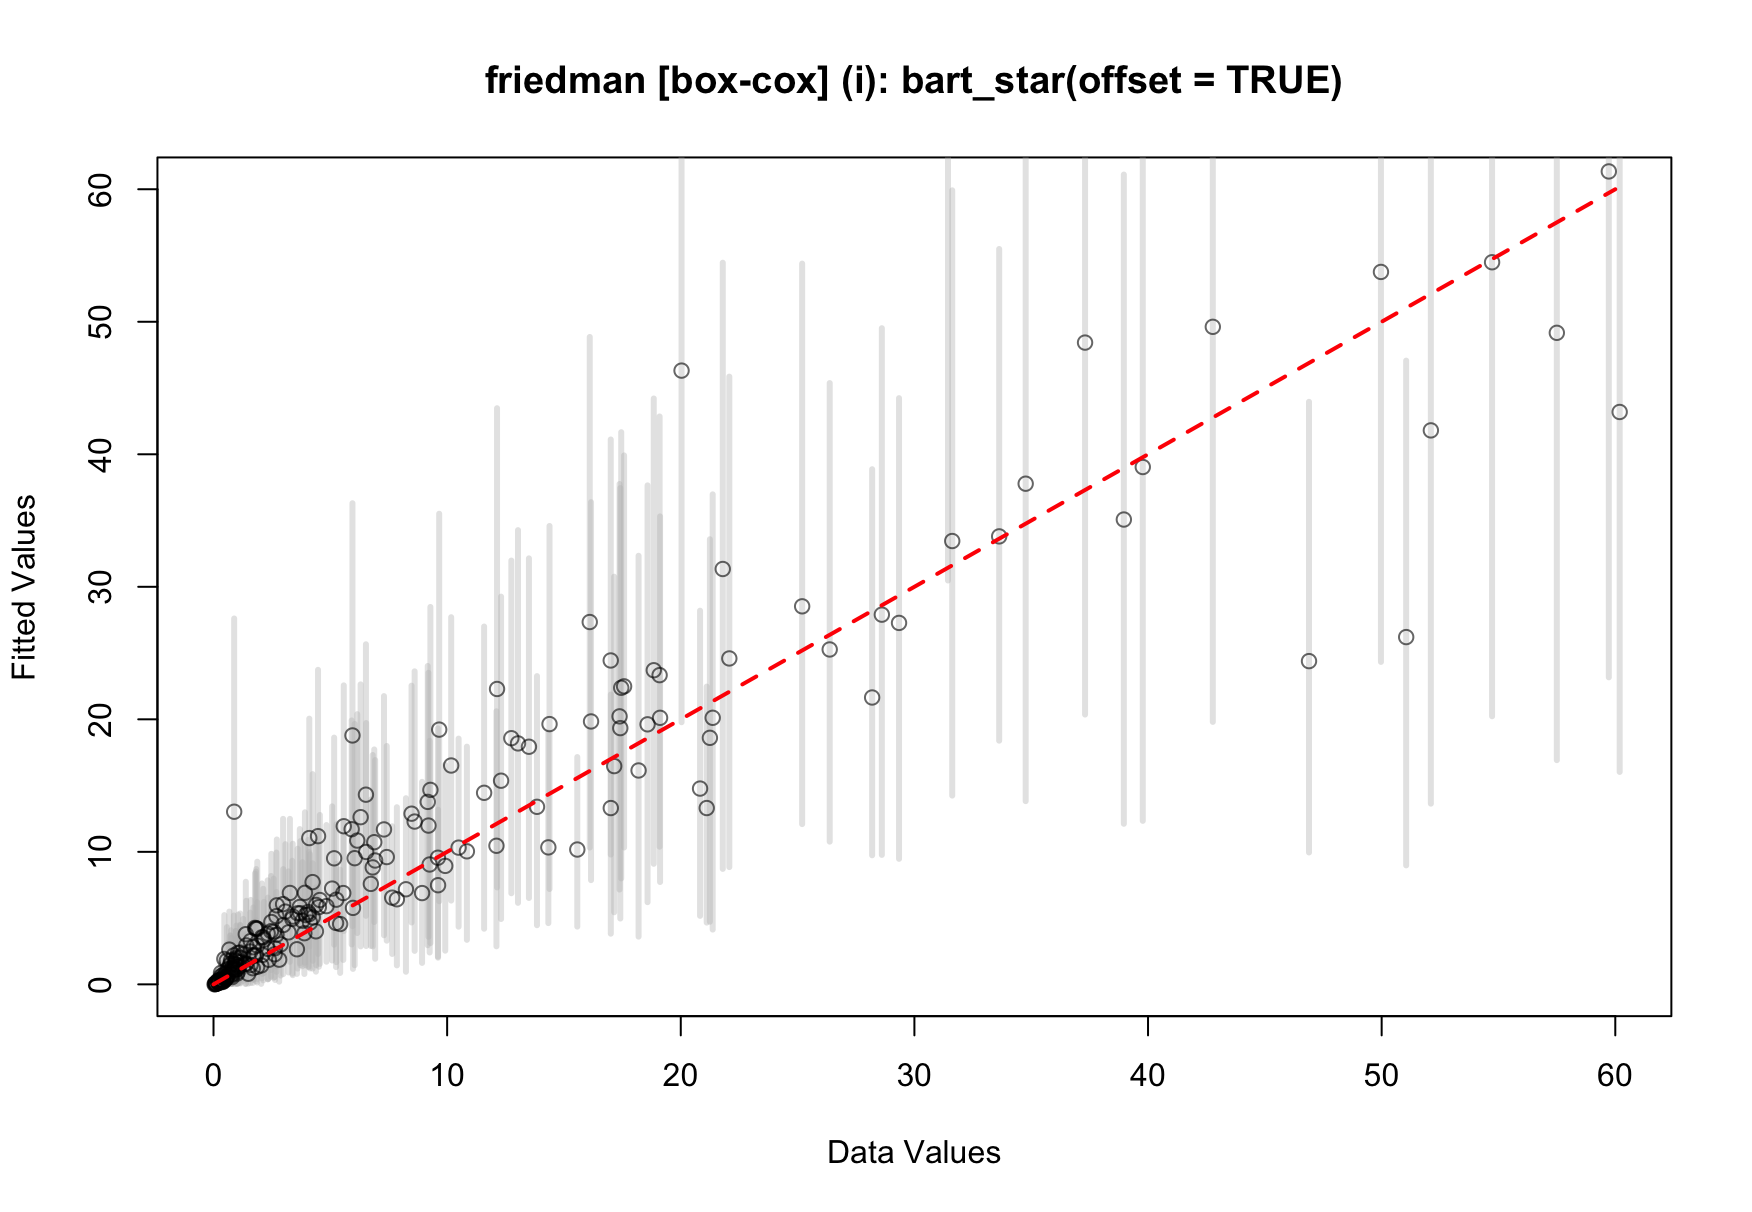 friedman [box-cox] (i): bart_star(offset = TRUE)
Fitted Values
60
50
40
30
20
10
0
0 10 20 30 40 50 60
Data Values